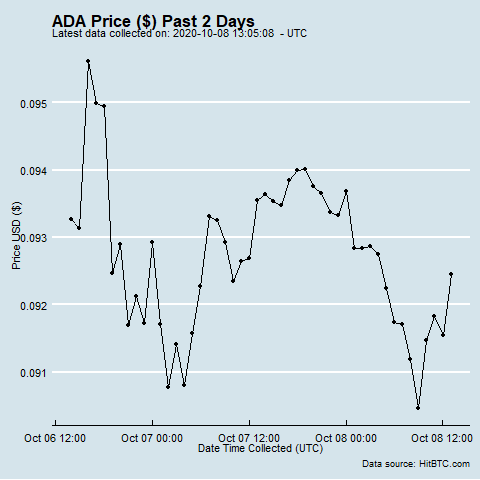 ADA Price ($) Past 2 Days
Latest data collected on: 2020-10-08 13:05:08  - UTC
0.095
0.094
0.093
0.092
0.091
Price USD ($)
Oct 06 12:00 Oct 07 00:00 Oct 07 12:00 Oct 08 00:00 Oct 08 12:00
Date Time Collected (UTC)
Data source: HitBTC.com